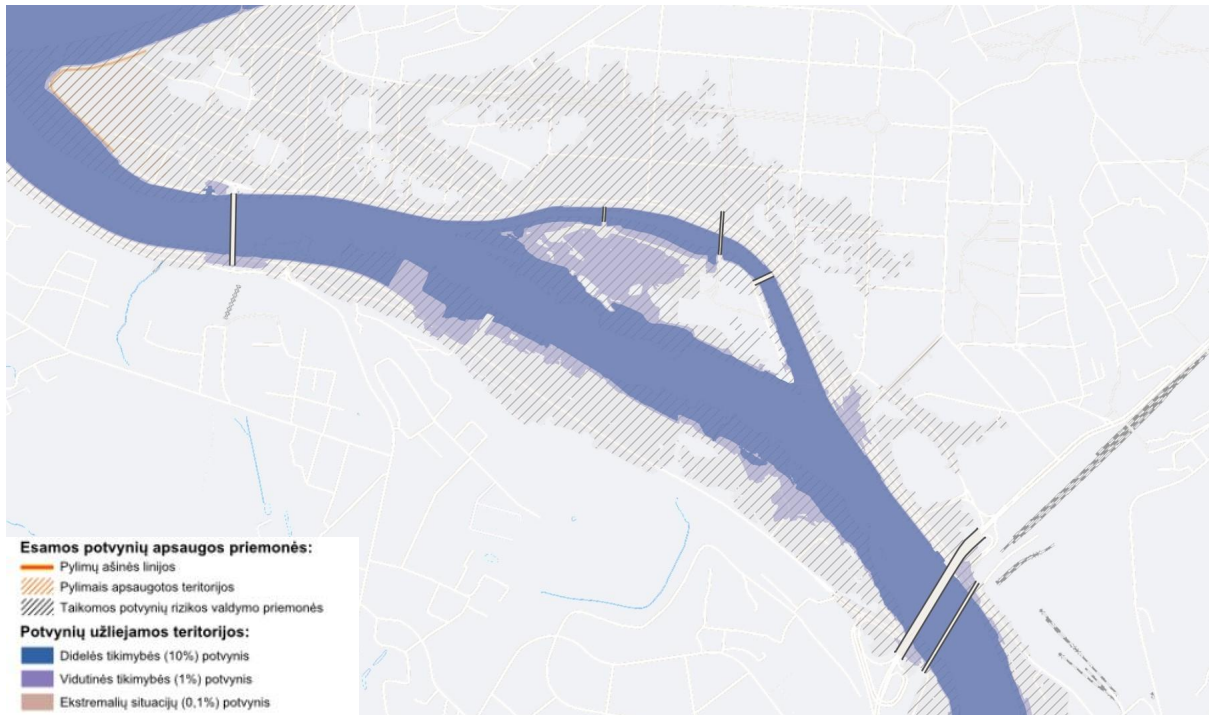 Esamos potvynių apsaugos priemonės:
Pylimų ašinės linijos
Pylimais apsaugotos teritorijos
Taikomos potvynių rizikos valdymo priemonės
Potvynių užliejamos teritorijos:
Didelės tikimybės (10%) potvynis
Vidutinės tikimybės (1%) potvynis
Ekstremalių situacijų (0,1%) potvynis